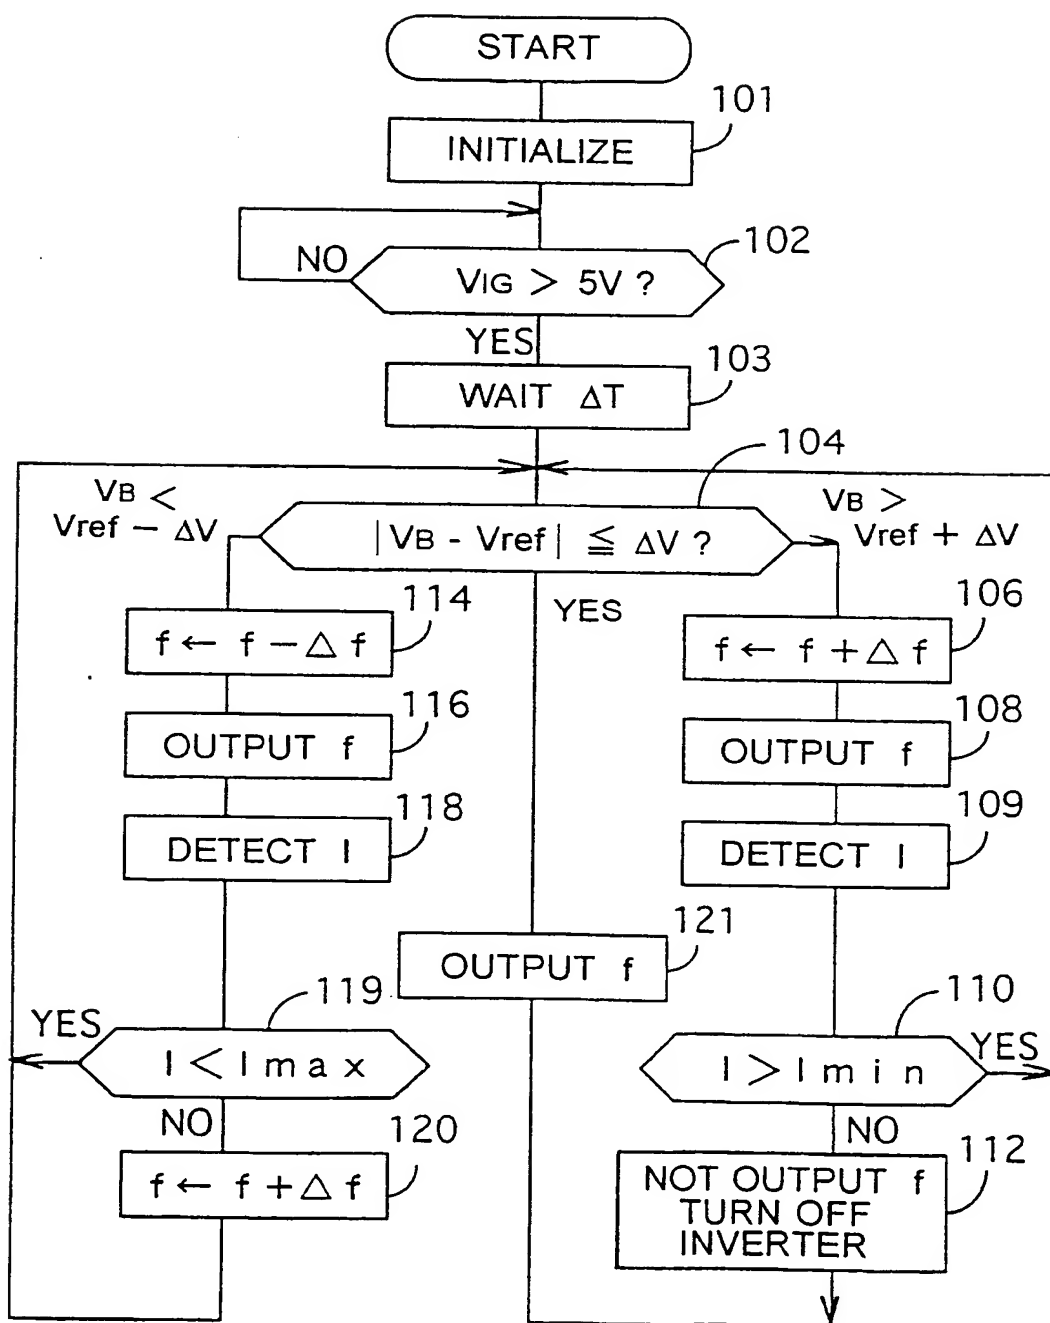 START
101
INITIALIZE
102
NO
VIG > 5V ?
YES
103
WAIT ΔT
104
VB <
Vref − ΔV
VB >
Vref + ΔV
|VB - Vref| ≦ ΔV ?
YES
114
f ← f − Δ f
106
f ← f + Δ f
116
OUTPUT f
108
OUTPUT f
118
DETECT I
109
DETECT I
121
OUTPUT f
119
YES
I < I max
110
YES
I > I min
NO
120
f ← f + Δ f
NO
112
NOT OUTPUT f
TURN OFF
INVERTER